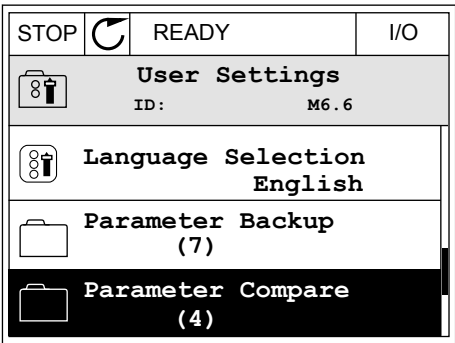 STOP READY I/O
User Settings
ID: M6.6
Language Selection
English
Parameter Backup
(7)
Parameter Compare
(4)